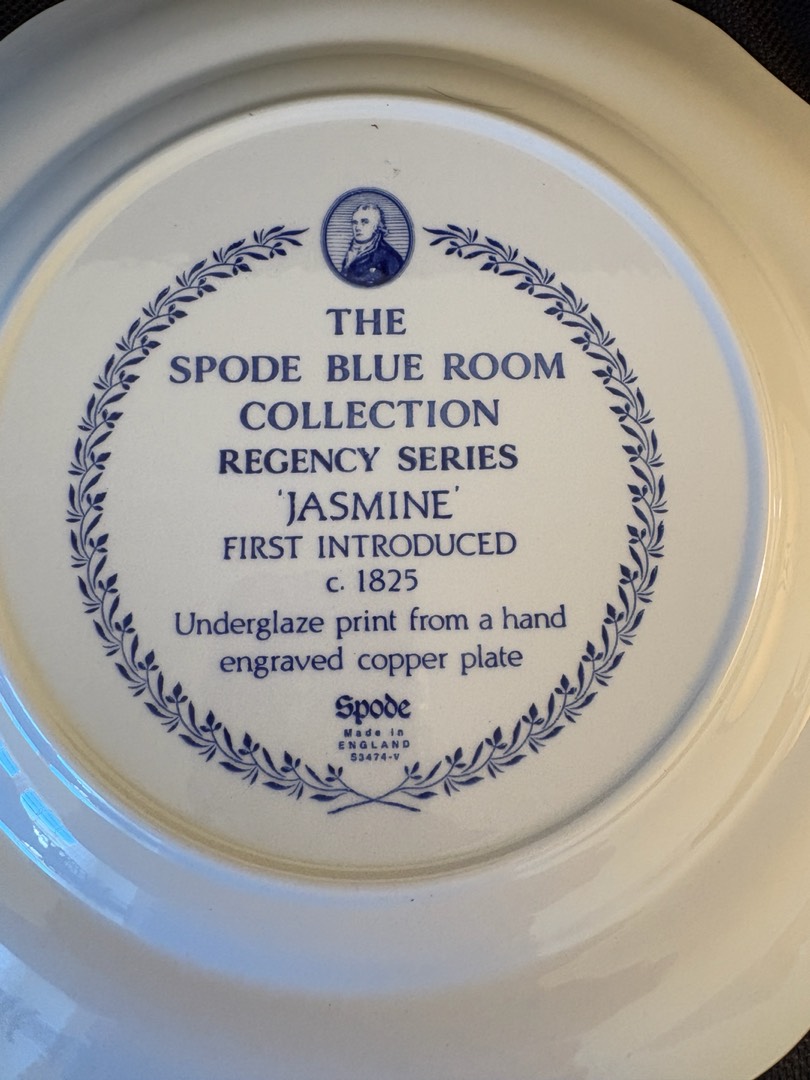 THE
SPODE BLUE ROOM
COLLECTION
REGENCY SERIES
'JASMINE'
FIRST INTRODUCED
c. 1825
Underglaze print from a hand
engraved copper plate
Spode
Made in
ENGLAND
S3474-V